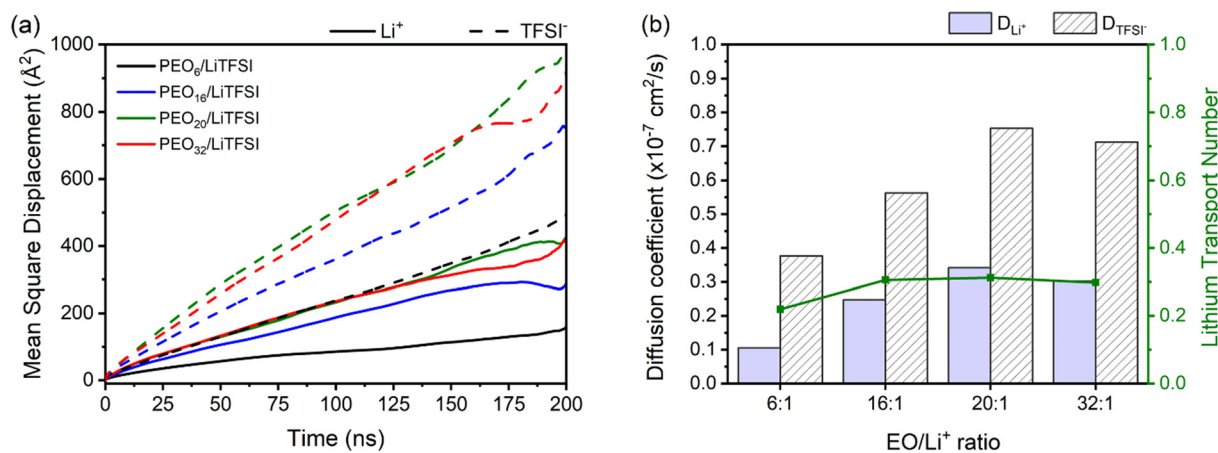 (a)
Li⁺
TFSI⁻
1000
800
600
400
200
0
Mean Square Displacement (Å²)
PEO₆/LiTFSI
PEO₁₆/LiTFSI
PEO₂₀/LiTFSI
PEO₃₂/LiTFSI
0 25 50 75 100 125 150 175 200
Time (ns)
(b)
D_Li⁺
D_TFSI⁻
1.0
0.9
0.8
0.7
0.6
0.5
0.4
0.3
0.2
0.1
0.0
Diffusion coefficient (x10⁻⁷ cm²/s)
1.0
0.8
0.6
0.4
0.2
0.0
Lithium Transport Number
6:1 16:1 20:1 32:1
EO/Li⁺ ratio